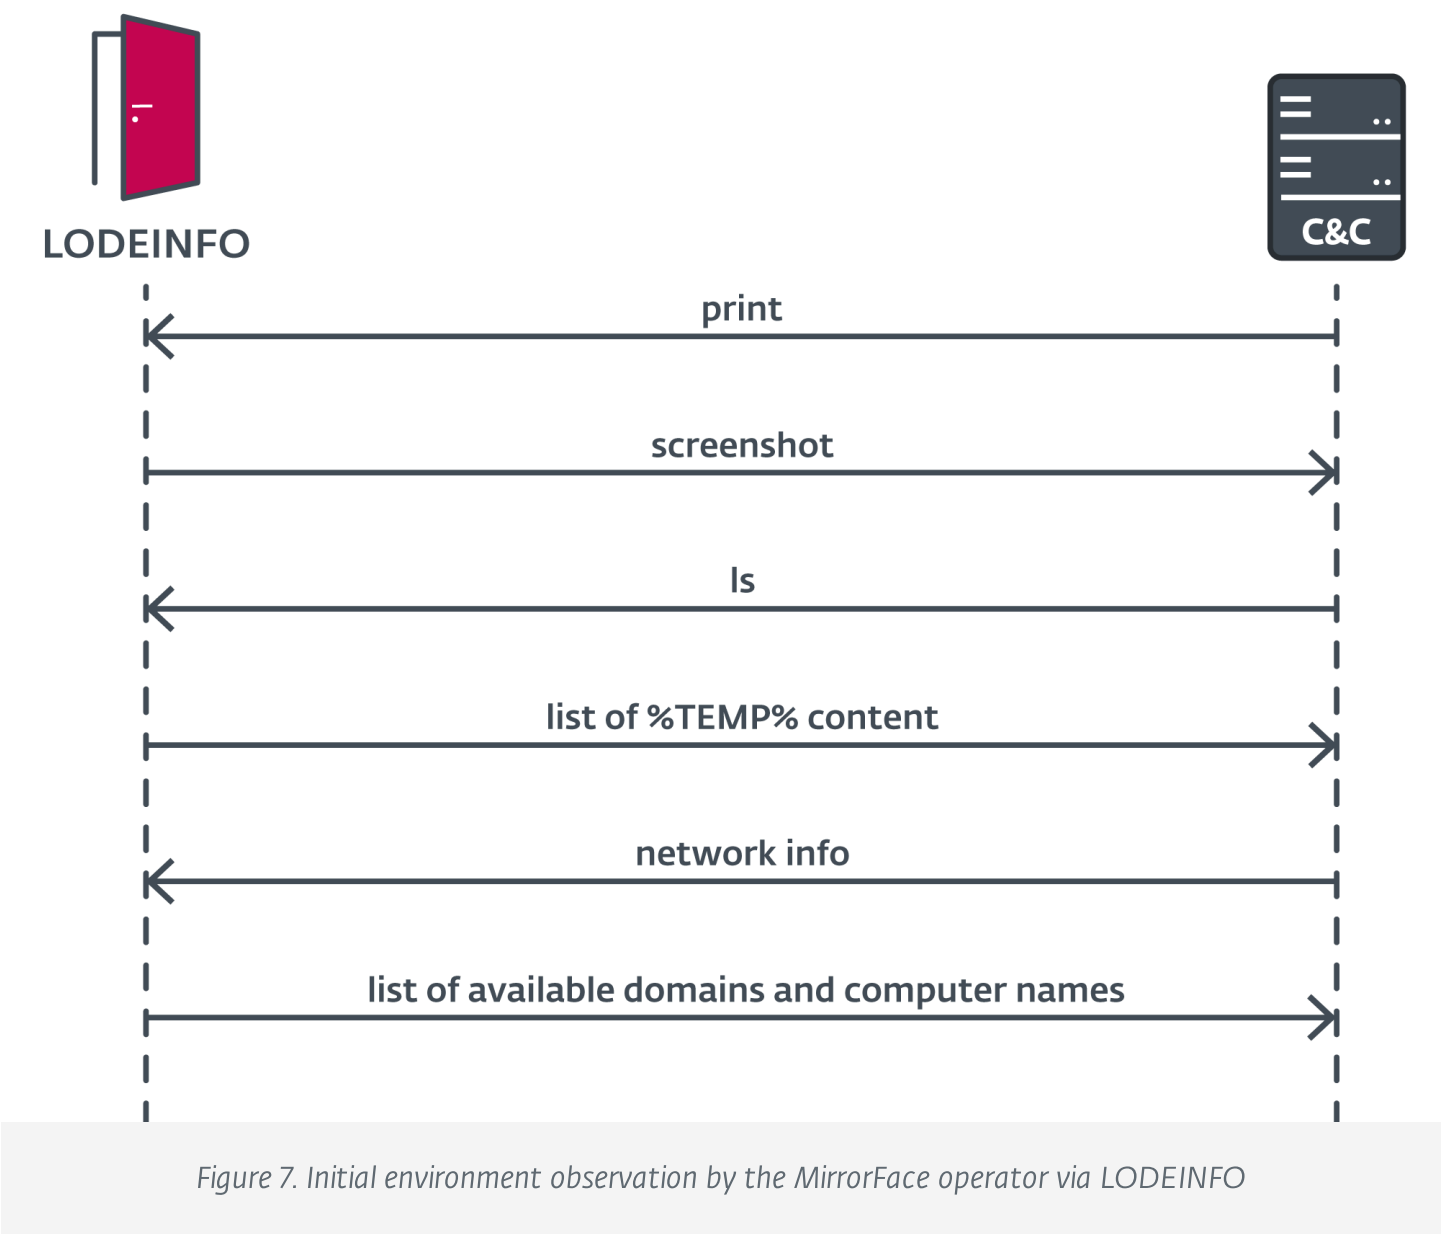 LODEINFO
C&C
print
screenshot
ls
list of %TEMP% content
network info
list of available domains and computer names
Figure 7. Initial environment observation by the MirrorFace operator via LODEINFO